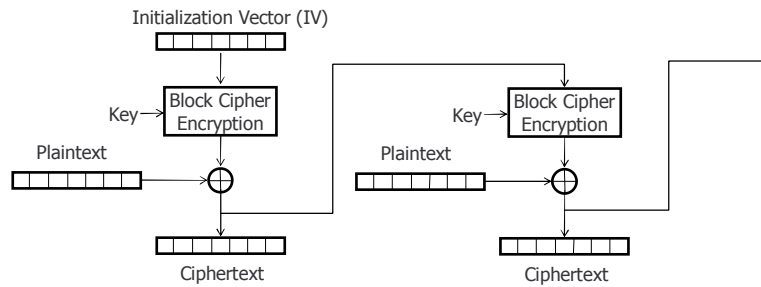 Initialization Vector (IV)
Block Cipher
Encryption
Key
Plaintext
Ciphertext
Block Cipher
Encryption
Key
Plaintext
Ciphertext